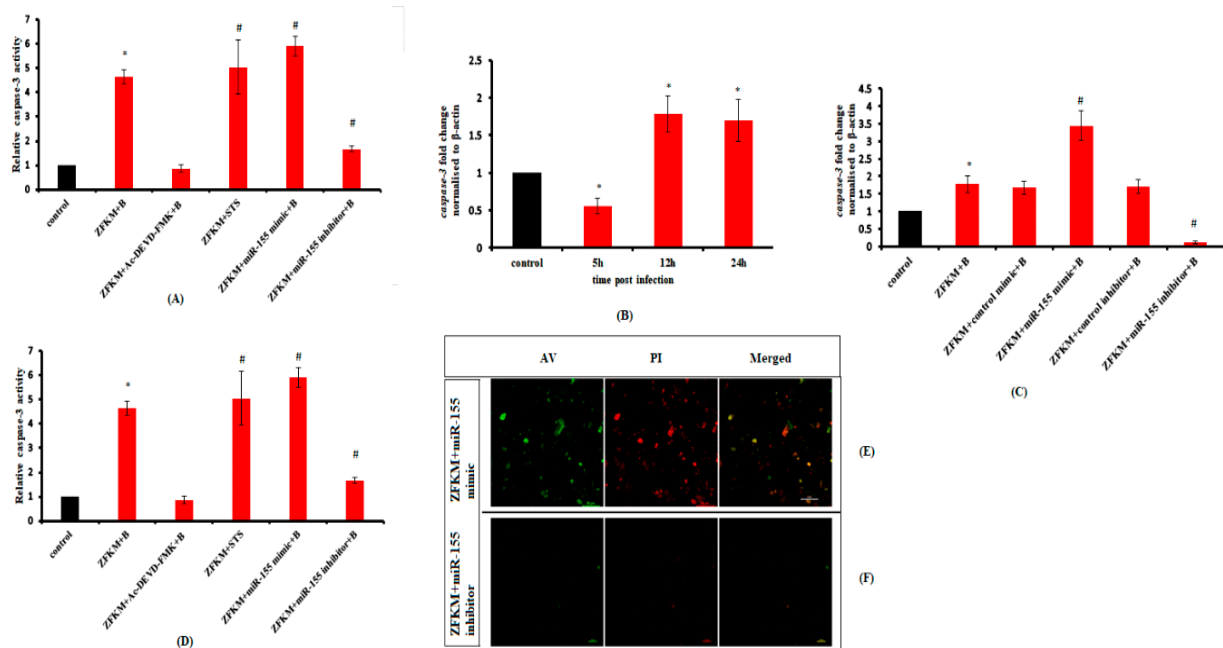 Relative caspase-3 activity
7
6
5
4
3
2
1
0
*
#
#
#
control
ZFKM+B
ZFKM+Ac-DEVD-FMK+B
ZFKM+STS
ZFKM+miR-155 mimic+B
ZFKM+miR-155 inhibitor+B
(A)
caspase-3 fold change
normalised to β-actin
2.5
2
1.5
1
0.5
0
*
*
*
control 5h 12h 24h
time post infection
(B)
caspase-3 fold change
normalized to β-actin
4.5
4
3.5
3
2.5
2
1.5
1
0.5
0
*
#
#
control
ZFKM+B
ZFKM+control mimic+B
ZFKM+miR-155 mimic+B
ZFKM+control inhibitor+B
ZFKM+miR-155 inhibitor+B
(C)
Relative caspase-3 activity
7
6
5
4
3
2
1
0
*
#
#
#
control
ZFKM+B
ZFKM+Ac-DEVD-FMK+B
ZFKM+STS
ZFKM+miR-155 mimic+B
ZFKM+miR-155 inhibitor+B
(D)
AV PI Merged
ZFKM+miR-155
mimic
(E)
ZFKM+miR-155
inhibitor
(F)